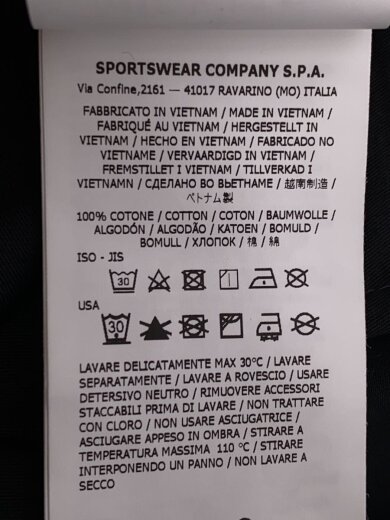 SPORTSWEAR COMPANY S.P.A.
Via Confine,2161 — 41017 RAVARINO (MO) ITALIA
FABBRICATO IN VIETNAM / MADE IN VIETNAM /
FABRIQUÉ AU VIETNAM / HERGESTELLT IN
VIETNAM / HECHO EN VIETNAM / FABRICADO NO
VIETNAME / VERVAARDIGD IN VIETNAM /
FREMSTILLET I VIETNAM / TILLVERKAD I
VIETNAMN / СДЕЛАНО ВО ВЬЕТНАМЕ / 越南制造 /
ベトナム製
100% COTONE / COTTON / COTON / BAUMWOLLE /
ALGODÓN / ALGODÃO / KATOEN / BOMULD /
BOMULL / ХЛОПОК / 棉 / 綿
ISO - JIS
30
USA
30
LAVARE DELICATAMENTE MAX 30°C / LAVARE
SEPARATAMENTE / LAVARE A ROVESCIO / USARE
DETERSIVO NEUTRO / RIMUOVERE ACCESSORI
STACCABILI PRIMA DI LAVARE / NON TRATTARE
CON CLORO / NON USARE ASCIUGATRICE /
ASCIUGARE APPESO IN OMBRA / STIRARE A
TEMPERATURA MASSIMA 110 °C / STIRARE
INTERPONENDO UN PANNO / NON LAVARE A
SECCO